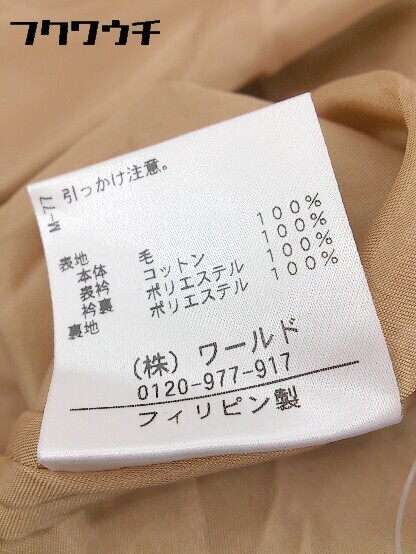 フクワウチ
W-77 引っかけ注意。
表地
本体 毛 100%
表衿 コットン 100%
衿裏 ポリエステル 100%
裏地 ポリエステル 100%
(株) ワールド
0120-977-917
フィリピン製